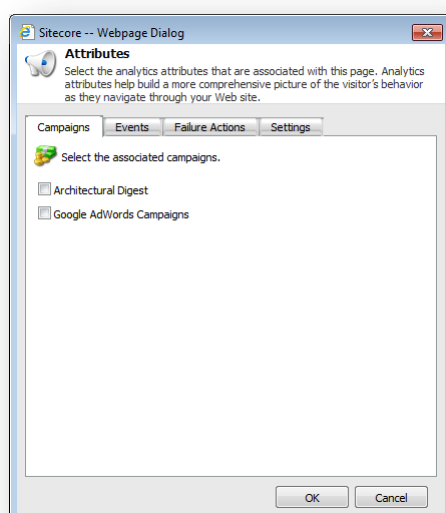 Sitecore -- Webpage Dialog
Attributes
Select the analytics attributes that are associated with this page. Analytics
attributes help build a more comprehensive picture of the visitor's behavior
as they navigate through your Web site.
Campaigns Events Failure Actions Settings
Select the associated campaigns.
Architectural Digest
Google AdWords Campaigns
OK Cancel